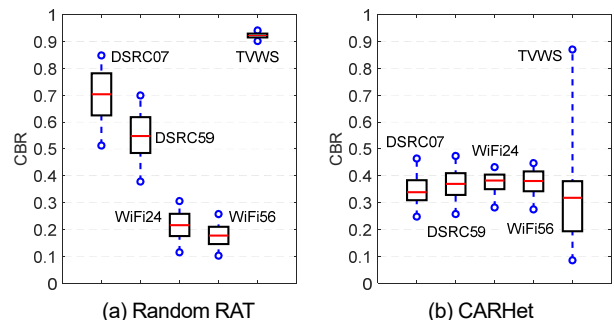 1
0.9
0.8
0.7
0.6
0.5
0.4
0.3
0.2
0.1
0
CBR
DSRC07
DSRC59
WiFi24
WiFi56
TVWS
(a) Random RAT
1
0.9
0.8
0.7
0.6
0.5
0.4
0.3
0.2
0.1
0
CBR
DSRC07
DSRC59
WiFi24
WiFi56
TVWS
(b) CARHet